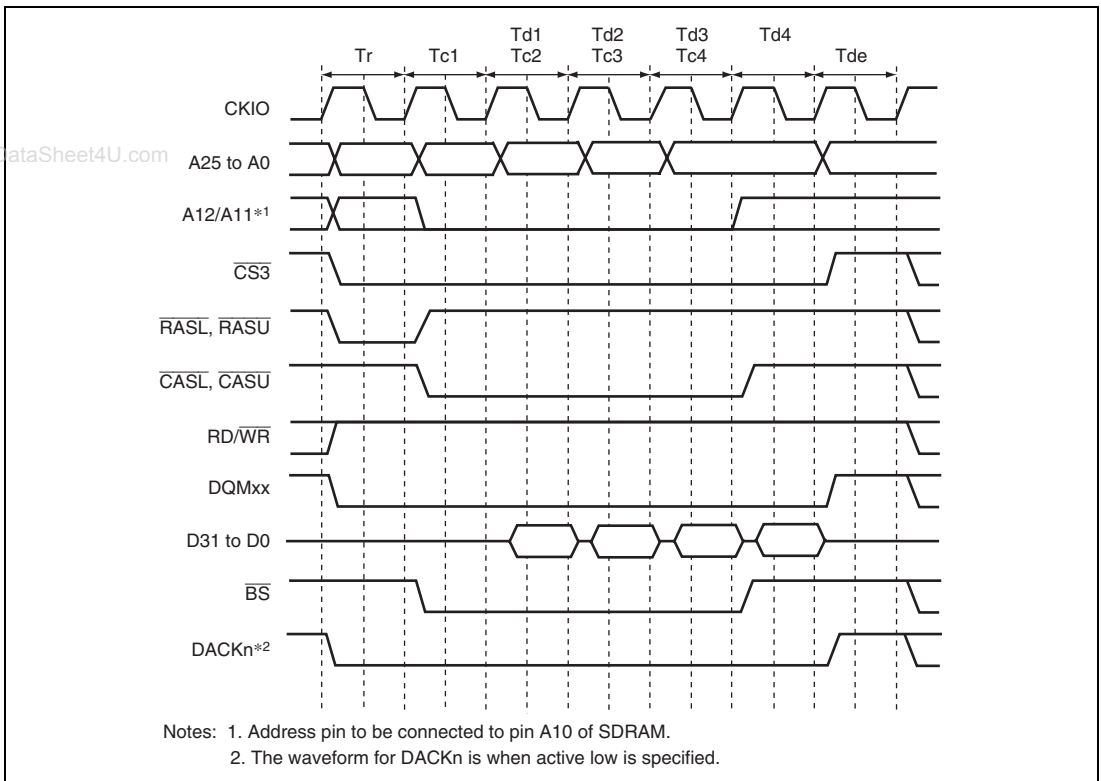 Td1 Td2 Td3 Td4
Tr Tc1 Tc2 Tc3 Tc4 Tde
CKIO
DataSheet4U.com
A25 to A0
A12/A11*1
CS3
RASL, RASU
CASL, CASU
RD/WR
DQMxx
D31 to D0
BS
DACKn*2
Notes: 1. Address pin to be connected to pin A10 of SDRAM.
2. The waveform for DACKn is when active low is specified.